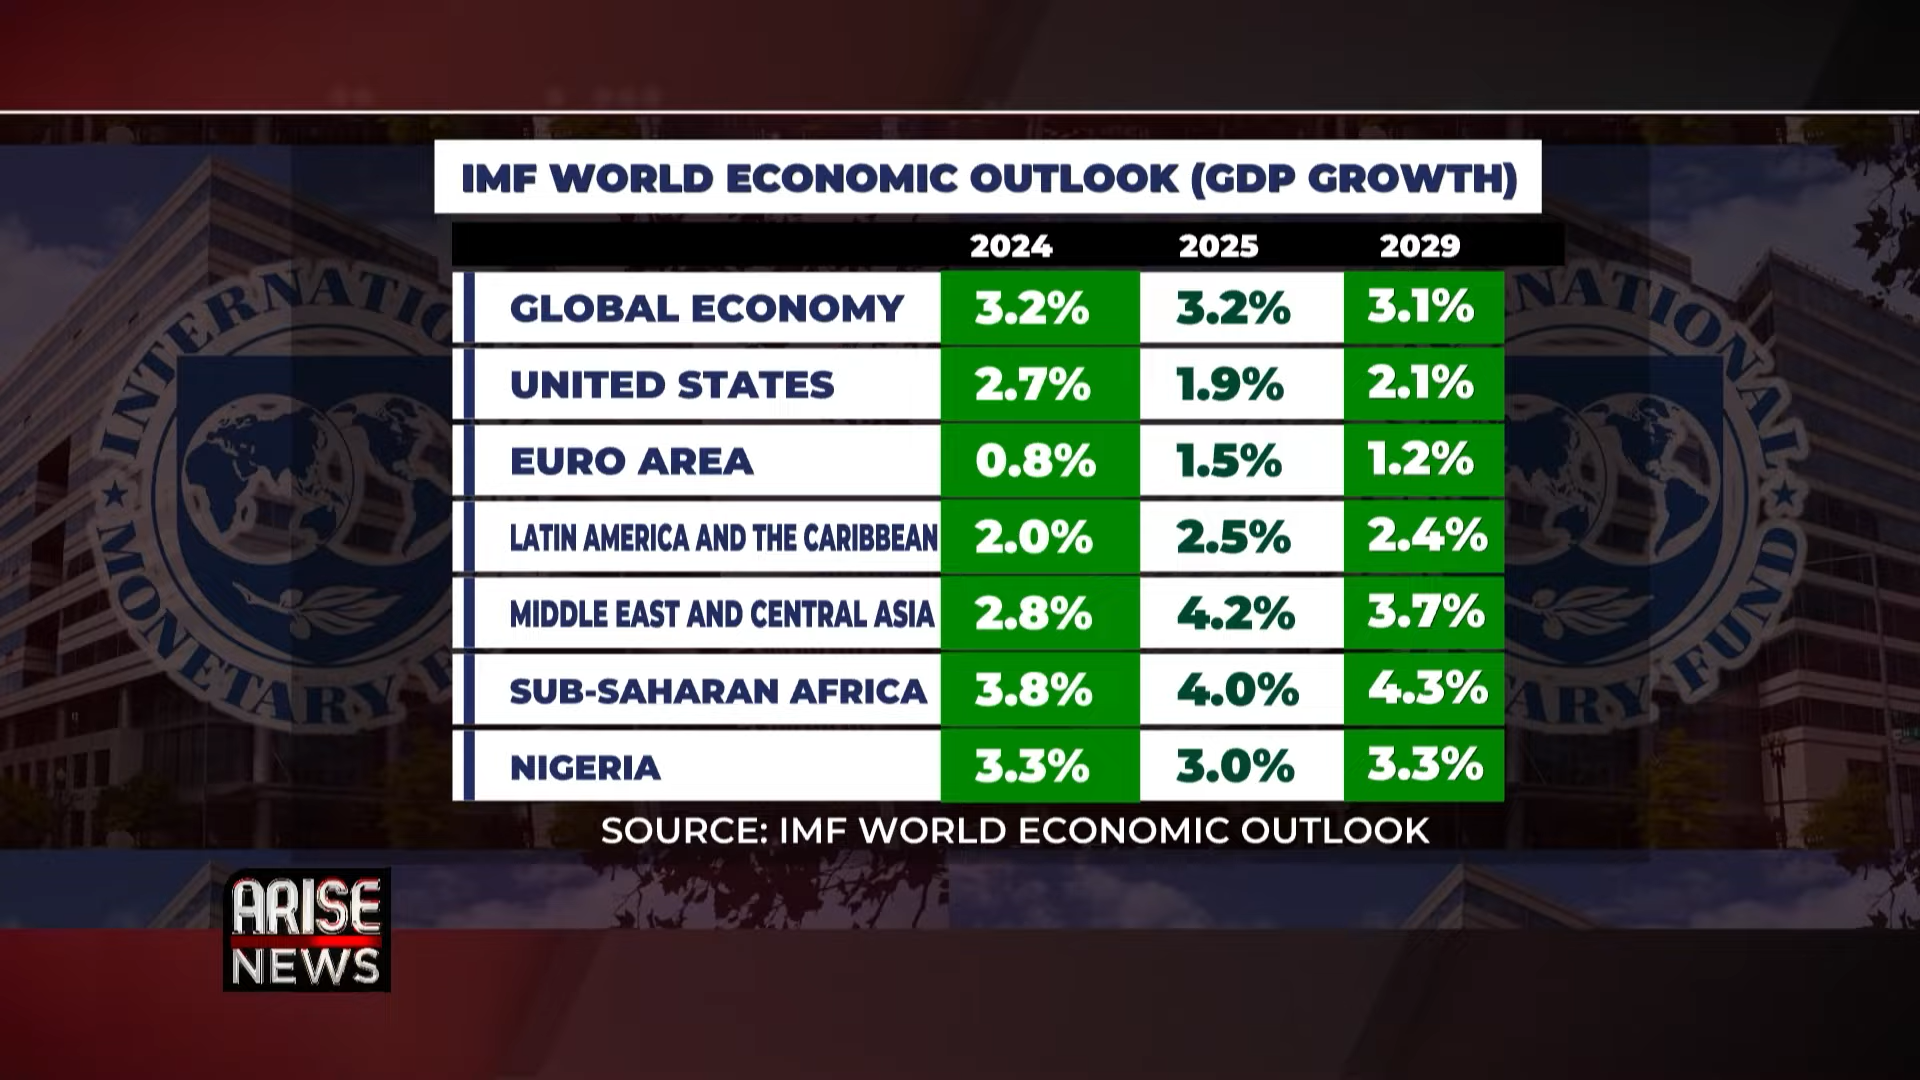 IMF WORLD ECONOMIC OUTLOOK (GDP GROWTH)
2024 2025 2029
GLOBAL ECONOMY 3.2% 3.2% 3.1%
UNITED STATES 2.7% 1.9% 2.1%
EURO AREA 0.8% 1.5% 1.2%
LATIN AMERICA AND THE CARIBBEAN 2.0% 2.5% 2.4%
MIDDLE EAST AND CENTRAL ASIA 2.8% 4.2% 3.7%
SUB-SAHARAN AFRICA 3.8% 4.0% 4.3%
NIGERIA 3.3% 3.0% 3.3%
SOURCE: IMF WORLD ECONOMIC OUTLOOK
ARISE
NEWS